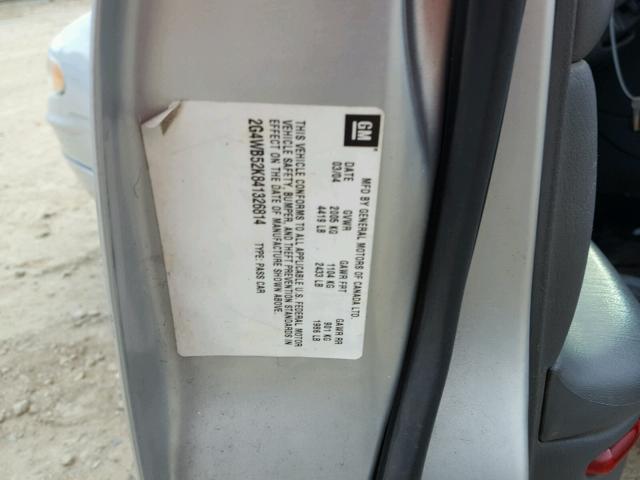 GM
MFD BY GENERAL MOTORS OF CANADA LTD.
DATE GVWR GAWR FRT GAWR RR
03/04 2005 KG 1104 KG 901 KG
4419 LB 2433 LB 1986 LB
THIS VEHICLE CONFORMS TO ALL APPLICABLE U.S. FEDERAL MOTOR
VEHICLE SAFETY, BUMPER, AND THEFT PREVENTION STANDARDS IN
EFFECT ON THE DATE OF MANUFACTURE SHOWN ABOVE.
2G4WB52K841326814 TYPE: PASS CAR